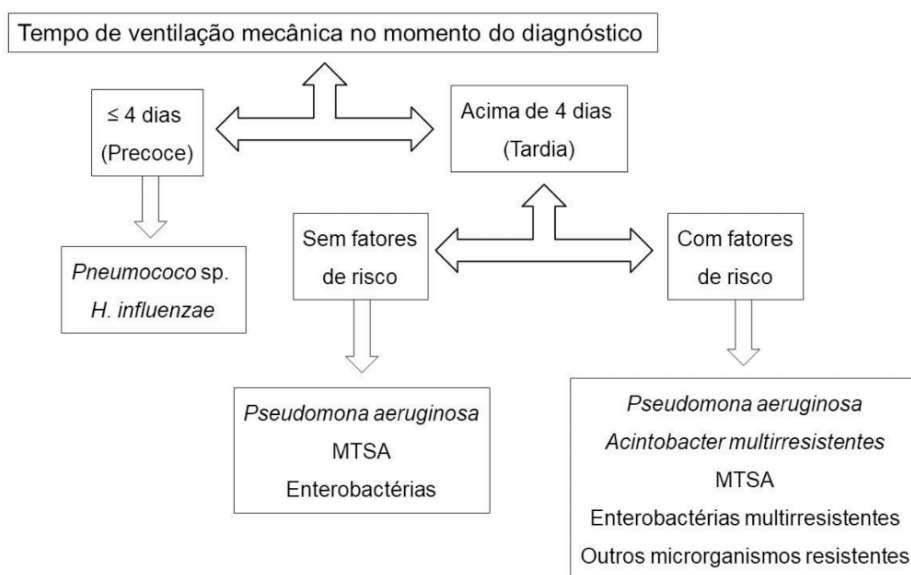 Tempo de ventilação mecânica no momento do diagnóstico
≤ 4 dias
(Precoce)
Acima de 4 dias
(Tardia)
Pneumococo sp.
H. influenzae
Sem fatores
de risco
Com fatores
de risco
Pseudomona aeruginosa
MTSA
Enterobactérias
Pseudomona aeruginosa
Acintobacter multirresistentes
MTSA
Enterobactérias multirresistentes
Outros microrganismos resistentes